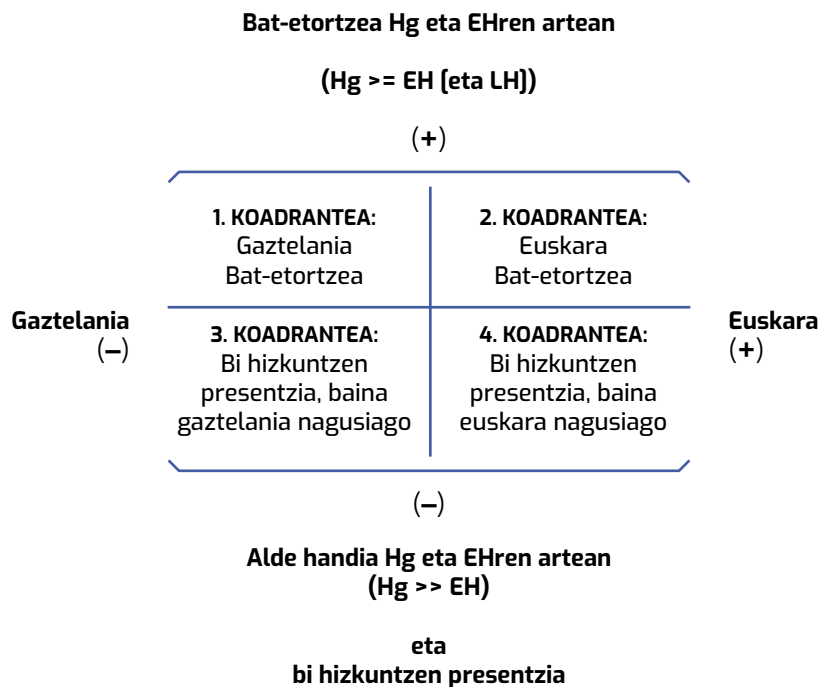 Bat-etortzea Hg eta EHren artean
(Hg >= EH [eta LH])
(+)
1. KOADRANTEA:
Gaztelania
Bat-etortzea
2. KOADRANTEA:
Euskara
Bat-etortzea
Gaztelania
(–)
Euskara
(+)
3. KOADRANTEA:
Bi hizkuntzen
presentzia, baina
gaztelania nagusiago
4. KOADRANTEA:
Bi hizkuntzen
presentzia, baina
euskara nagusiago
(–)
Alde handia Hg eta EHren artean
(Hg >> EH)
eta
bi hizkuntzen presentzia